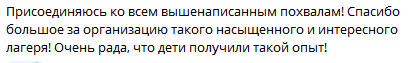 Присоединяюсь ко всем вышенаписанным похвалам! Спасибо
большое за организацию такого насыщенного и интересного
лагеря! Очень рада, что дети получили такой опыт!